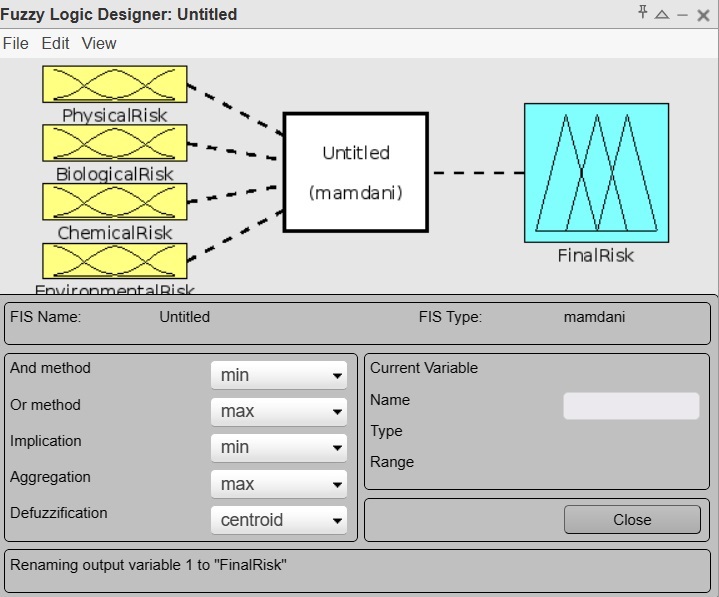 Fuzzy Logic Designer: Untitled
File Edit View
PhysicalRisk
BiologicalRisk
ChemicalRisk
EnvironmentalRisk
Untitled
(mamdani)
FinalRisk
FIS Name: Untitled FIS Type: mamdani
And method min
Or method max
Implication min
Aggregation max
Defuzzification centroid
Current Variable
Name
Type
Range
Close
Renaming output variable 1 to "FinalRisk"